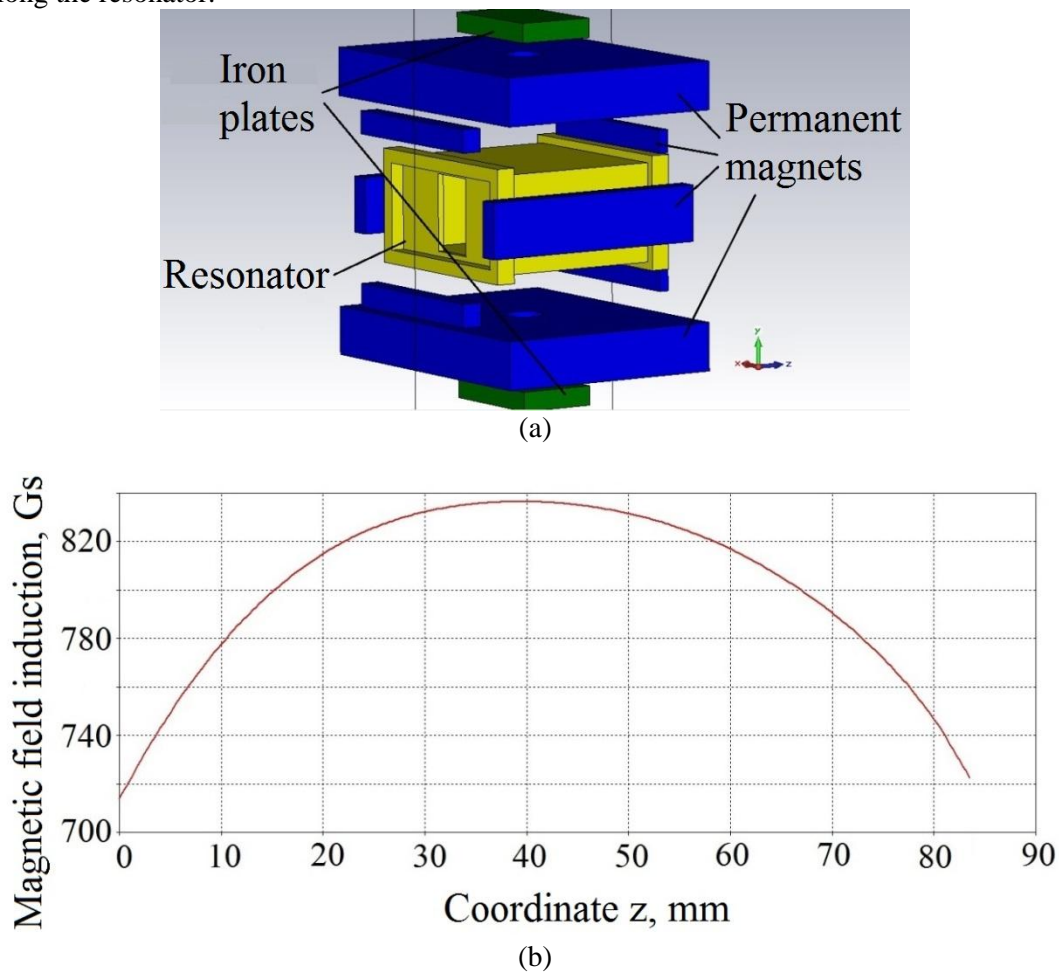 along the resonator.
Iron
plates
Permanent
magnets
Resonator
y
x
z
(a)
Magnetic field induction, Gs
820
780
740
700
0 10 20 30 40 50 60 70 80 90
Coordinate z, mm
(b)